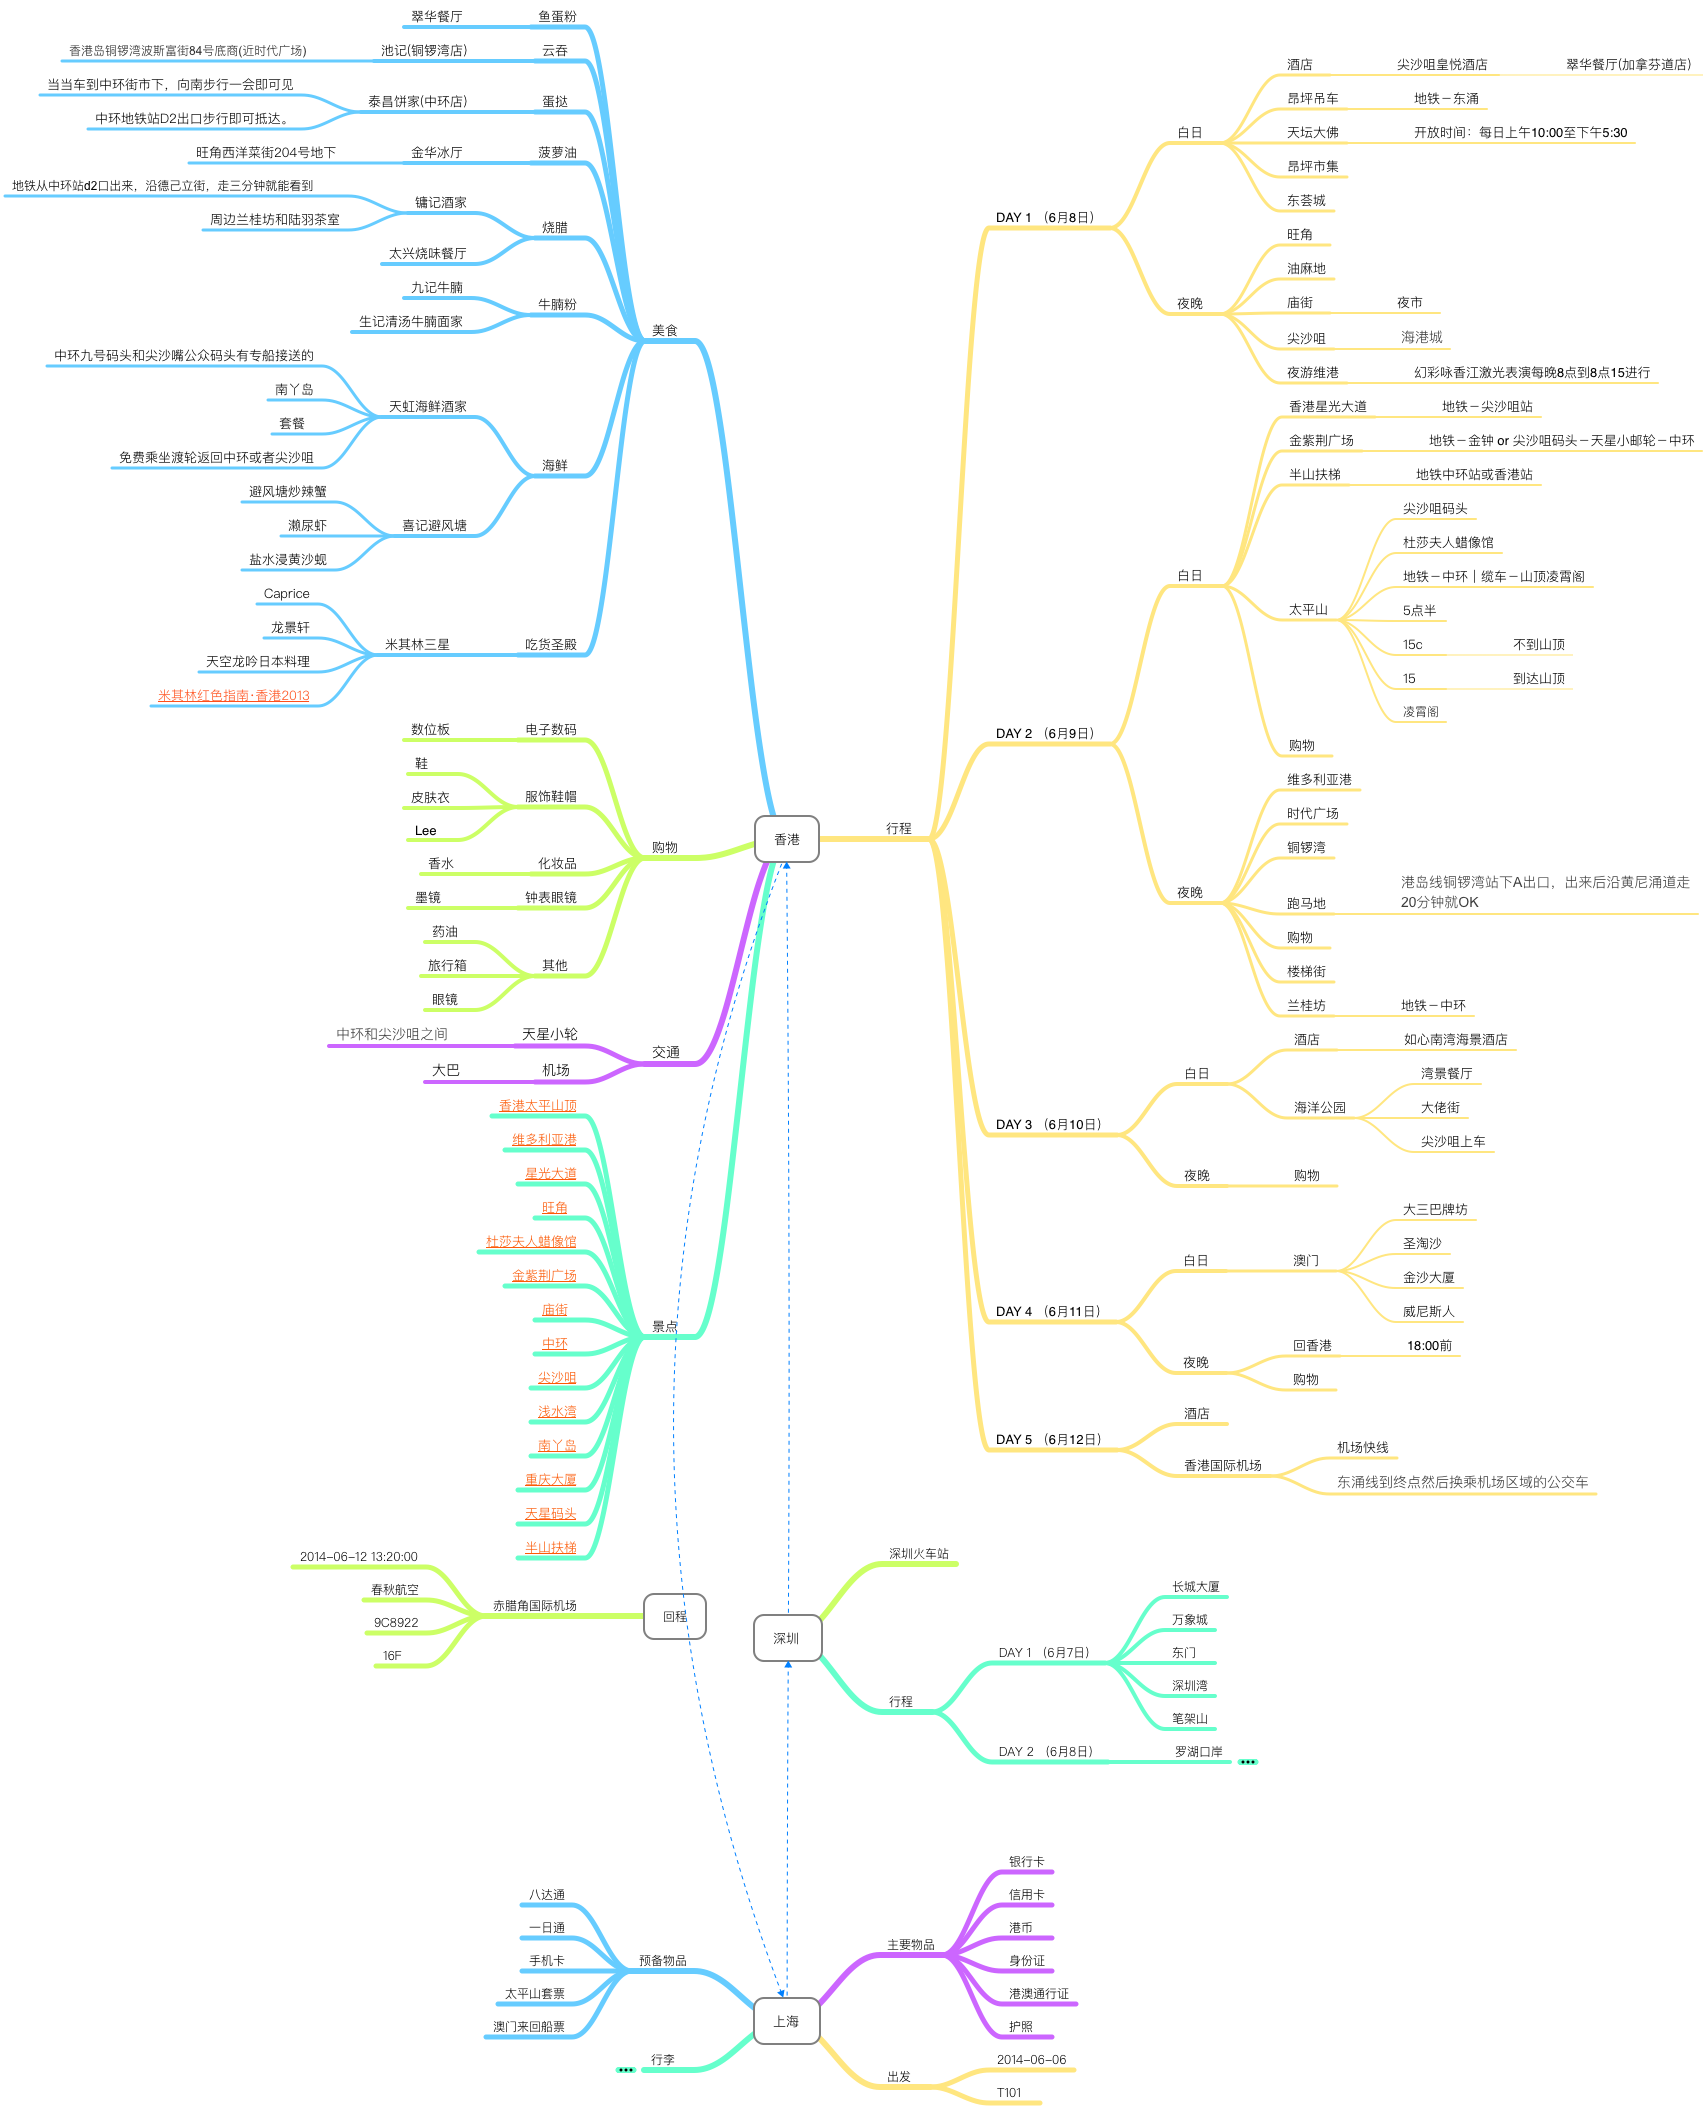 香港
美食
鱼蛋粉
翠华餐厅
云吞
池记(铜锣湾店)
香港岛铜锣湾波斯富街84号底商(近时代广场)
蛋挞
泰昌饼家(中环店)
当当车到中环街市下，向南步行一会即可见
中环地铁站D2出口步行即可抵达。
菠萝油
金华冰厅
旺角西洋菜街204号地下
烧腊
镛记酒家
地铁从中环站d2口出来，沿德己立街，走三分钟就能看到
周边兰桂坊和陆羽茶室
太兴烧味餐厅
牛腩粉
九记牛腩
生记清汤牛腩面家
海鲜
天虹海鲜酒家
中环九号码头和尖沙嘴公众码头有专船接送的
南丫岛
套餐
免费乘坐渡轮返回中环或者尖沙咀
喜记避风塘
避风塘炒辣蟹
濑尿虾
盐水浸黄沙蚬
吃货圣殿
米其林三星
Caprice
龙景轩
天空龙吟日本料理
米其林红色指南·香港2013
购物
电子数码
数位板
服饰鞋帽
鞋
皮肤衣
Lee
化妆品
香水
钟表眼镜
墨镜
其他
药油
旅行箱
眼镜
交通
天星小轮
中环和尖沙咀之间
机场
大巴
景点
香港太平山顶
维多利亚港
星光大道
旺角
杜莎夫人蜡像馆
金紫荆广场
庙街
中环
尖沙咀
浅水湾
南丫岛
重庆大厦
天星码头
半山扶梯
行程
DAY 1 （6月8日）
白日
酒店
尖沙咀皇悦酒店
翠华餐厅(加拿芬道店)
昂坪吊车
地铁－东涌
天坛大佛
开放时间：每日上午10:00至下午5:30
昂坪市集
东荟城
夜晚
旺角
油麻地
庙街
夜市
尖沙咀
海港城
夜游维港
幻彩咏香江激光表演每晚8点到8点15进行
DAY 2 （6月9日）
白日
香港星光大道
地铁－尖沙咀站
金紫荆广场
地铁－金钟 or 尖沙咀码头－天星小邮轮－中环
半山扶梯
地铁中环站或香港站
太平山
尖沙咀码头
杜莎夫人蜡像馆
地铁－中环｜缆车－山顶凌霄阁
5点半
15c
不到山顶
15
到达山顶
凌霄阁
购物
夜晚
维多利亚港
时代广场
铜锣湾
跑马地
港岛线铜锣湾站下A出口，出来后沿黄尼涌道走
20分钟就OK
购物
楼梯街
兰桂坊
地铁－中环
DAY 3 （6月10日）
白日
酒店
如心南湾海景酒店
海洋公园
湾景餐厅
大佬街
尖沙咀上车
夜晚
购物
DAY 4 （6月11日）
白日
澳门
大三巴牌坊
圣淘沙
金沙大厦
威尼斯人
夜晚
回香港
18:00前
购物
DAY 5 （6月12日）
酒店
香港国际机场
机场快线
东涌线到终点然后换乘机场区域的公交车
回程
赤腊角国际机场
2014-06-12 13:20:00
春秋航空
9C8922
16F
深圳
深圳火车站
行程
DAY 1 （6月7日）
长城大厦
万象城
东门
深圳湾
笔架山
DAY 2 （6月8日）
罗湖口岸
上海
预备物品
八达通
一日通
手机卡
太平山套票
澳门来回船票
行李
主要物品
银行卡
信用卡
港币
身份证
港澳通行证
护照
出发
2014-06-06
T101